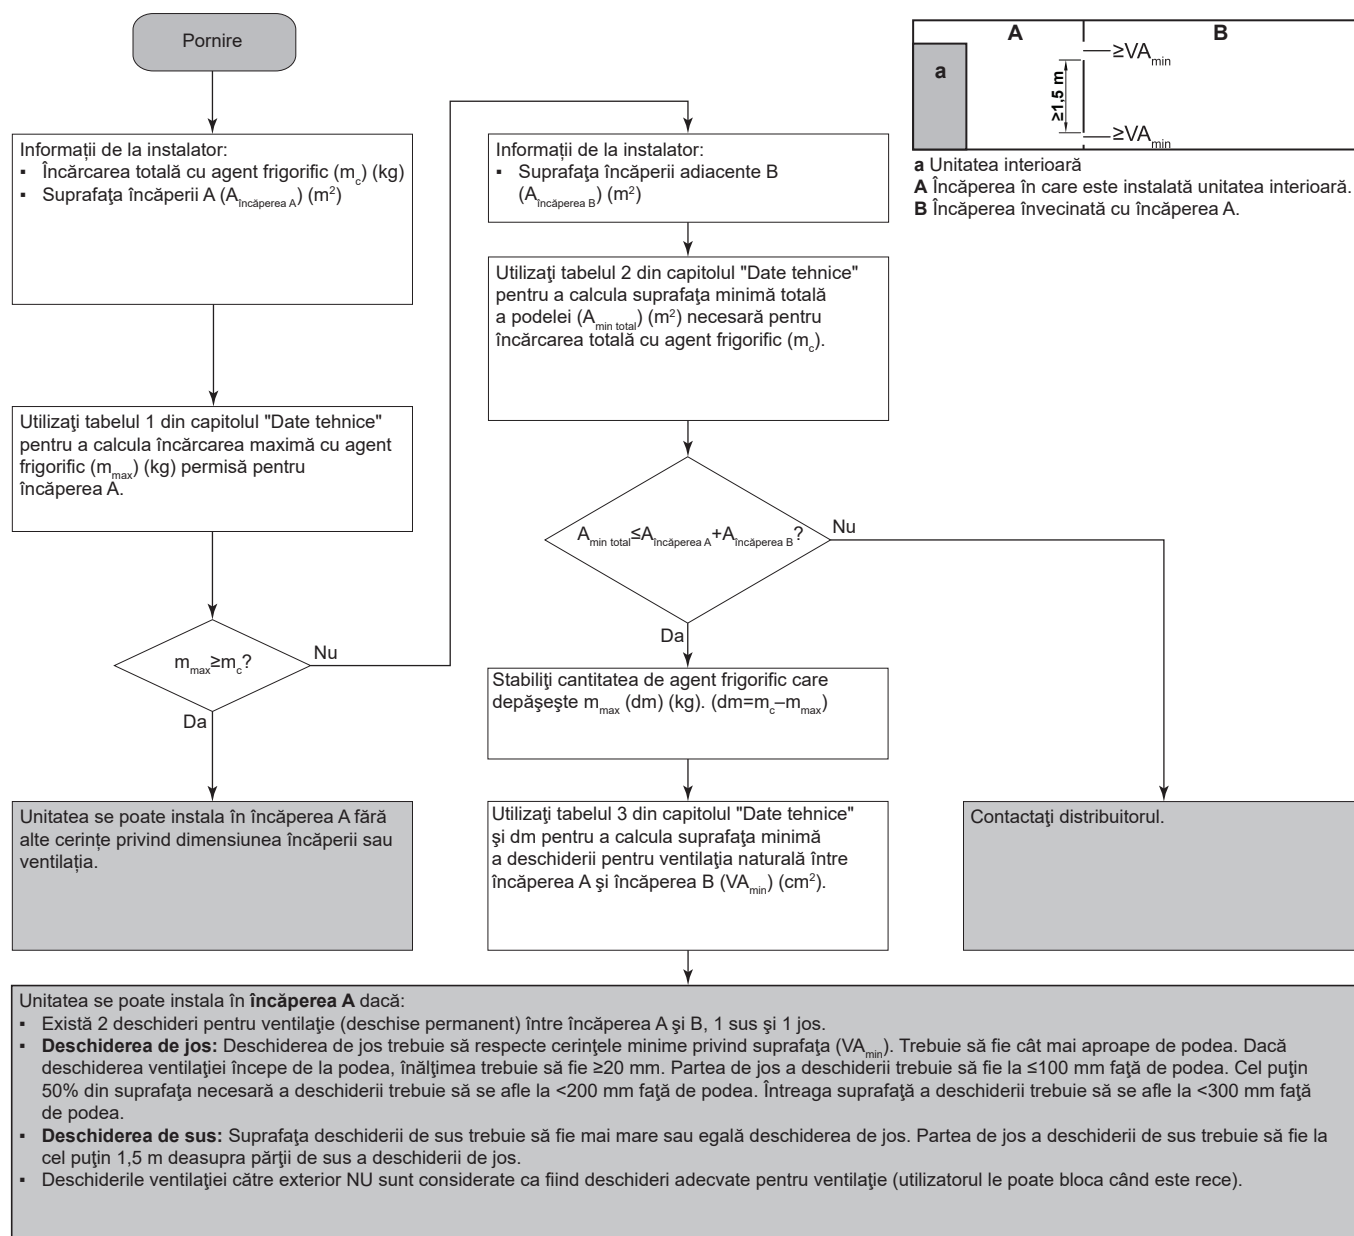 Pornire
Informații de la instalator:
▪ Încărcarea totală cu agent frigorific (mc) (kg)
▪ Suprafaţa încăperii A (Aîncăperea A) (m²)
Utilizaţi tabelul 1 din capitolul "Date tehnice"
pentru a calcula încărcarea maximă cu agent
frigorific (mmax) (kg) permisă pentru
încăperea A.
mmax≥mc?
Nu
Da
Unitatea se poate instala în încăperea A fără
alte cerințe privind dimensiunea încăperii sau
ventilația.
Informații de la instalator:
▪ Suprafaţa încăperii adiacente B
(Aîncăperea B) (m²)
Utilizaţi tabelul 2 din capitolul "Date tehnice"
pentru a calcula suprafaţa minimă totală
a podelei (Amin total) (m²) necesară pentru
încărcarea totală cu agent frigorific (mc).
Amin total≤Aîncăperea A+Aîncăperea B?
Nu
Da
Stabiliţi cantitatea de agent frigorific care
depăşeşte mmax (dm) (kg). (dm=mc–mmax)
Utilizaţi tabelul 3 din capitolul "Date tehnice"
şi dm pentru a calcula suprafaţa minimă
a deschiderii pentru ventilaţia naturală între
încăperea A şi încăperea B (VAmin) (cm²).
Contactaţi distribuitorul.
A
B
a
≥1,5 m
≥VAmin
≥VAmin
a Unitatea interioară
A Încăperea în care este instalată unitatea interioară.
B Încăperea învecinată cu încăperea A.
Unitatea se poate instala în încăperea A dacă:
▪ Există 2 deschideri pentru ventilaţie (deschise permanent) între încăperea A şi B, 1 sus şi 1 jos.
▪ Deschiderea de jos: Deschiderea de jos trebuie să respecte cerinţele minime privind suprafaţa (VAmin). Trebuie să fie cât mai aproape de podea. Dacă
deschiderea ventilaţiei începe de la podea, înălţimea trebuie să fie ≥20 mm. Partea de jos a deschiderii trebuie să fie la ≤100 mm faţă de podea. Cel puţin
50% din suprafaţa necesară a deschiderii trebuie să se afle la <200 mm faţă de podea. Întreaga suprafaţă a deschiderii trebuie să se afle la <300 mm faţă
de podea.
▪ Deschiderea de sus: Suprafaţa deschiderii de sus trebuie să fie mai mare sau egală deschiderea de jos. Partea de jos a deschiderii de sus trebuie să fie la
cel puţin 1,5 m deasupra părţii de sus a deschiderii de jos.
▪ Deschiderile ventilaţiei către exterior NU sunt considerate ca fiind deschideri adecvate pentru ventilaţie (utilizatorul le poate bloca când este rece).